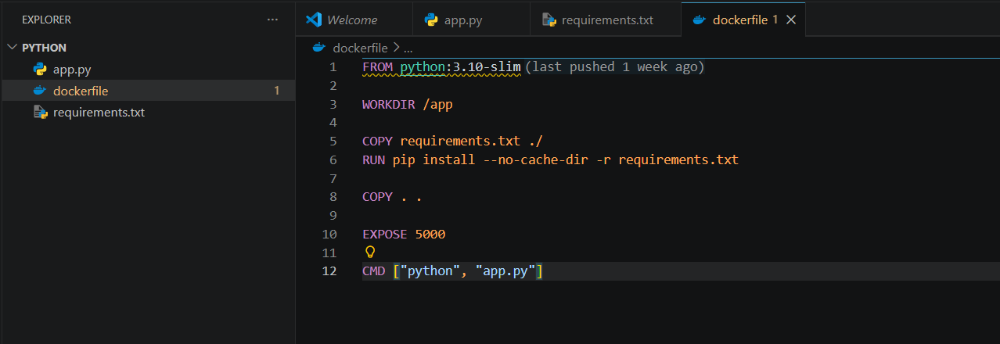 EXPLORER ...
PYTHON
app.py
dockerfile 1
requirements.txt
Welcome app.py requirements.txt dockerfile 1
dockerfile > ...
1 FROM python:3.10-slim (last pushed 1 week ago)
2
3 WORKDIR /app
4
5 COPY requirements.txt ./
6 RUN pip install --no-cache-dir -r requirements.txt
7
8 COPY . .
9
10 EXPOSE 5000
11
12 CMD ["python", "app.py"]